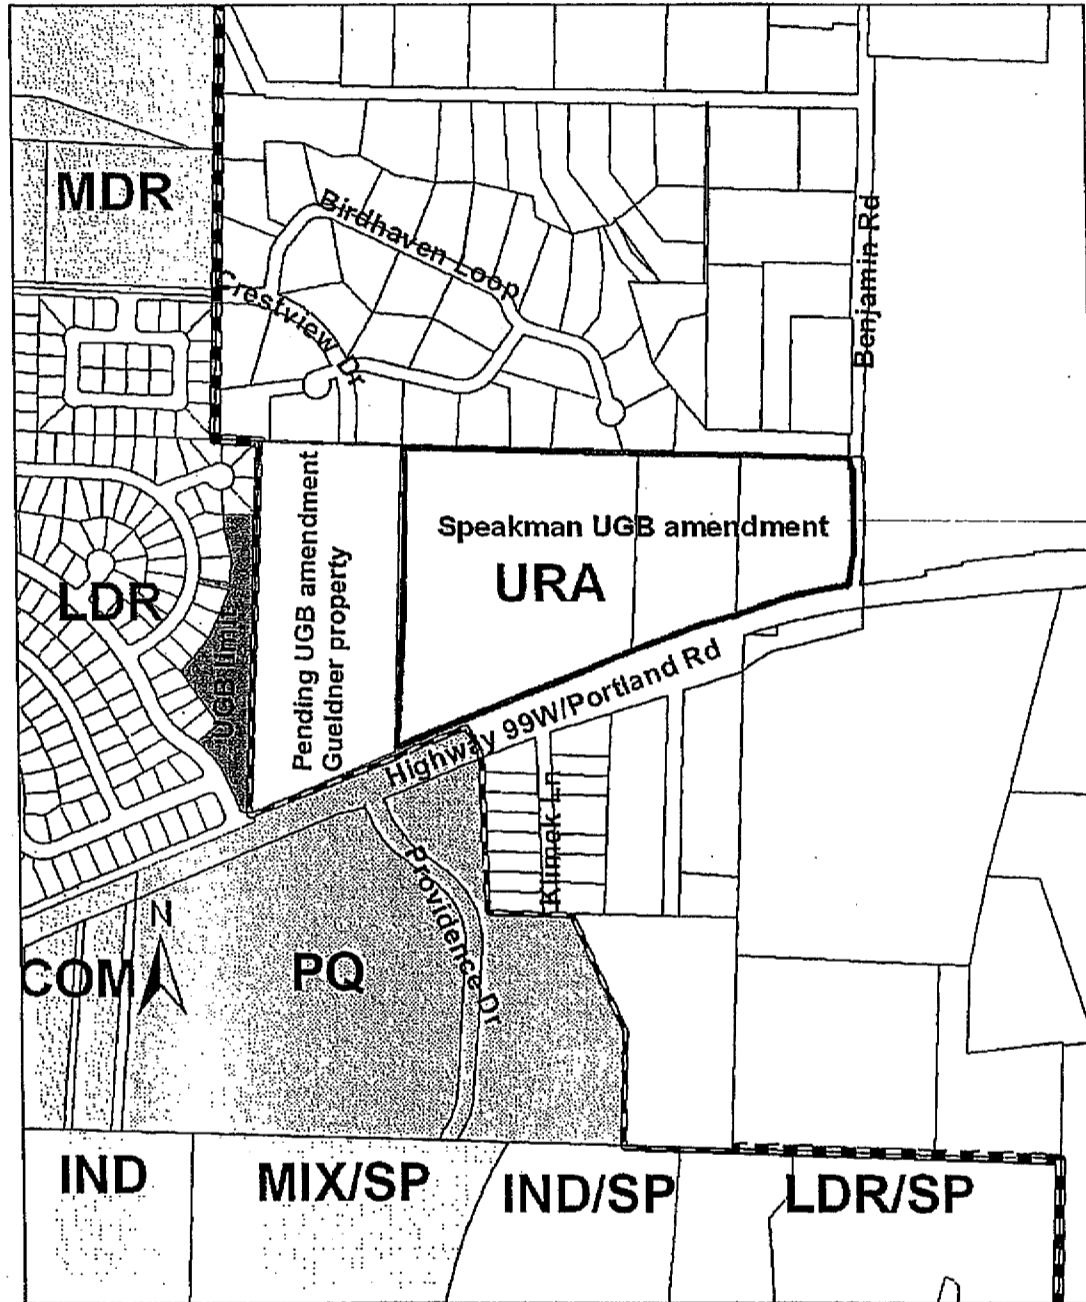 MDR
Birdhaven Loop
Crestview Dr
Benjamin Rd
Pending UGB amendment
Gueldner property
Speakman UGB amendment
URA
LDR
UGB limit
Highway 99W/Portland Rd
Klimek Ln
Providence Dr
N
COM
PQ
IND
MIX/SP
IND/SP
LDR/SP